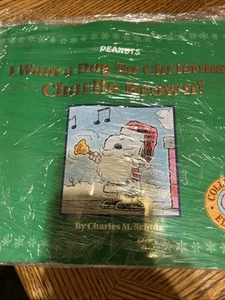 PEANUTS
I Want a Dog for Christmas
Charlie Brown!
By Charles M. Schulz